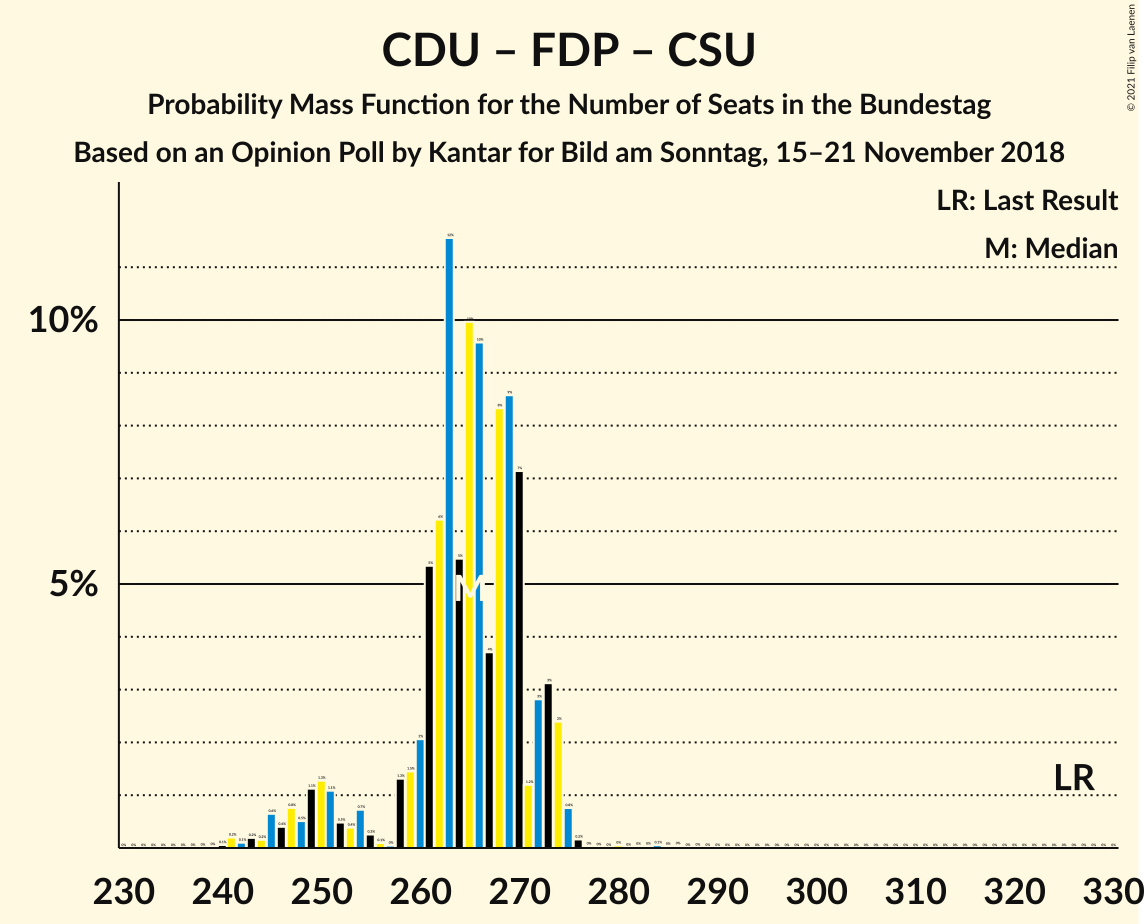 CDU – FDP – CSU
Probability Mass Function for the Number of Seats in the Bundestag
Based on an Opinion Poll by Kantar for Bild am Sonntag, 15–21 November 2018
© 2021 Filip van Laenen
LR: Last Result
M: Median
10%
5%
M
LR
230 240 250 260 270 280 290 300 310 320 330